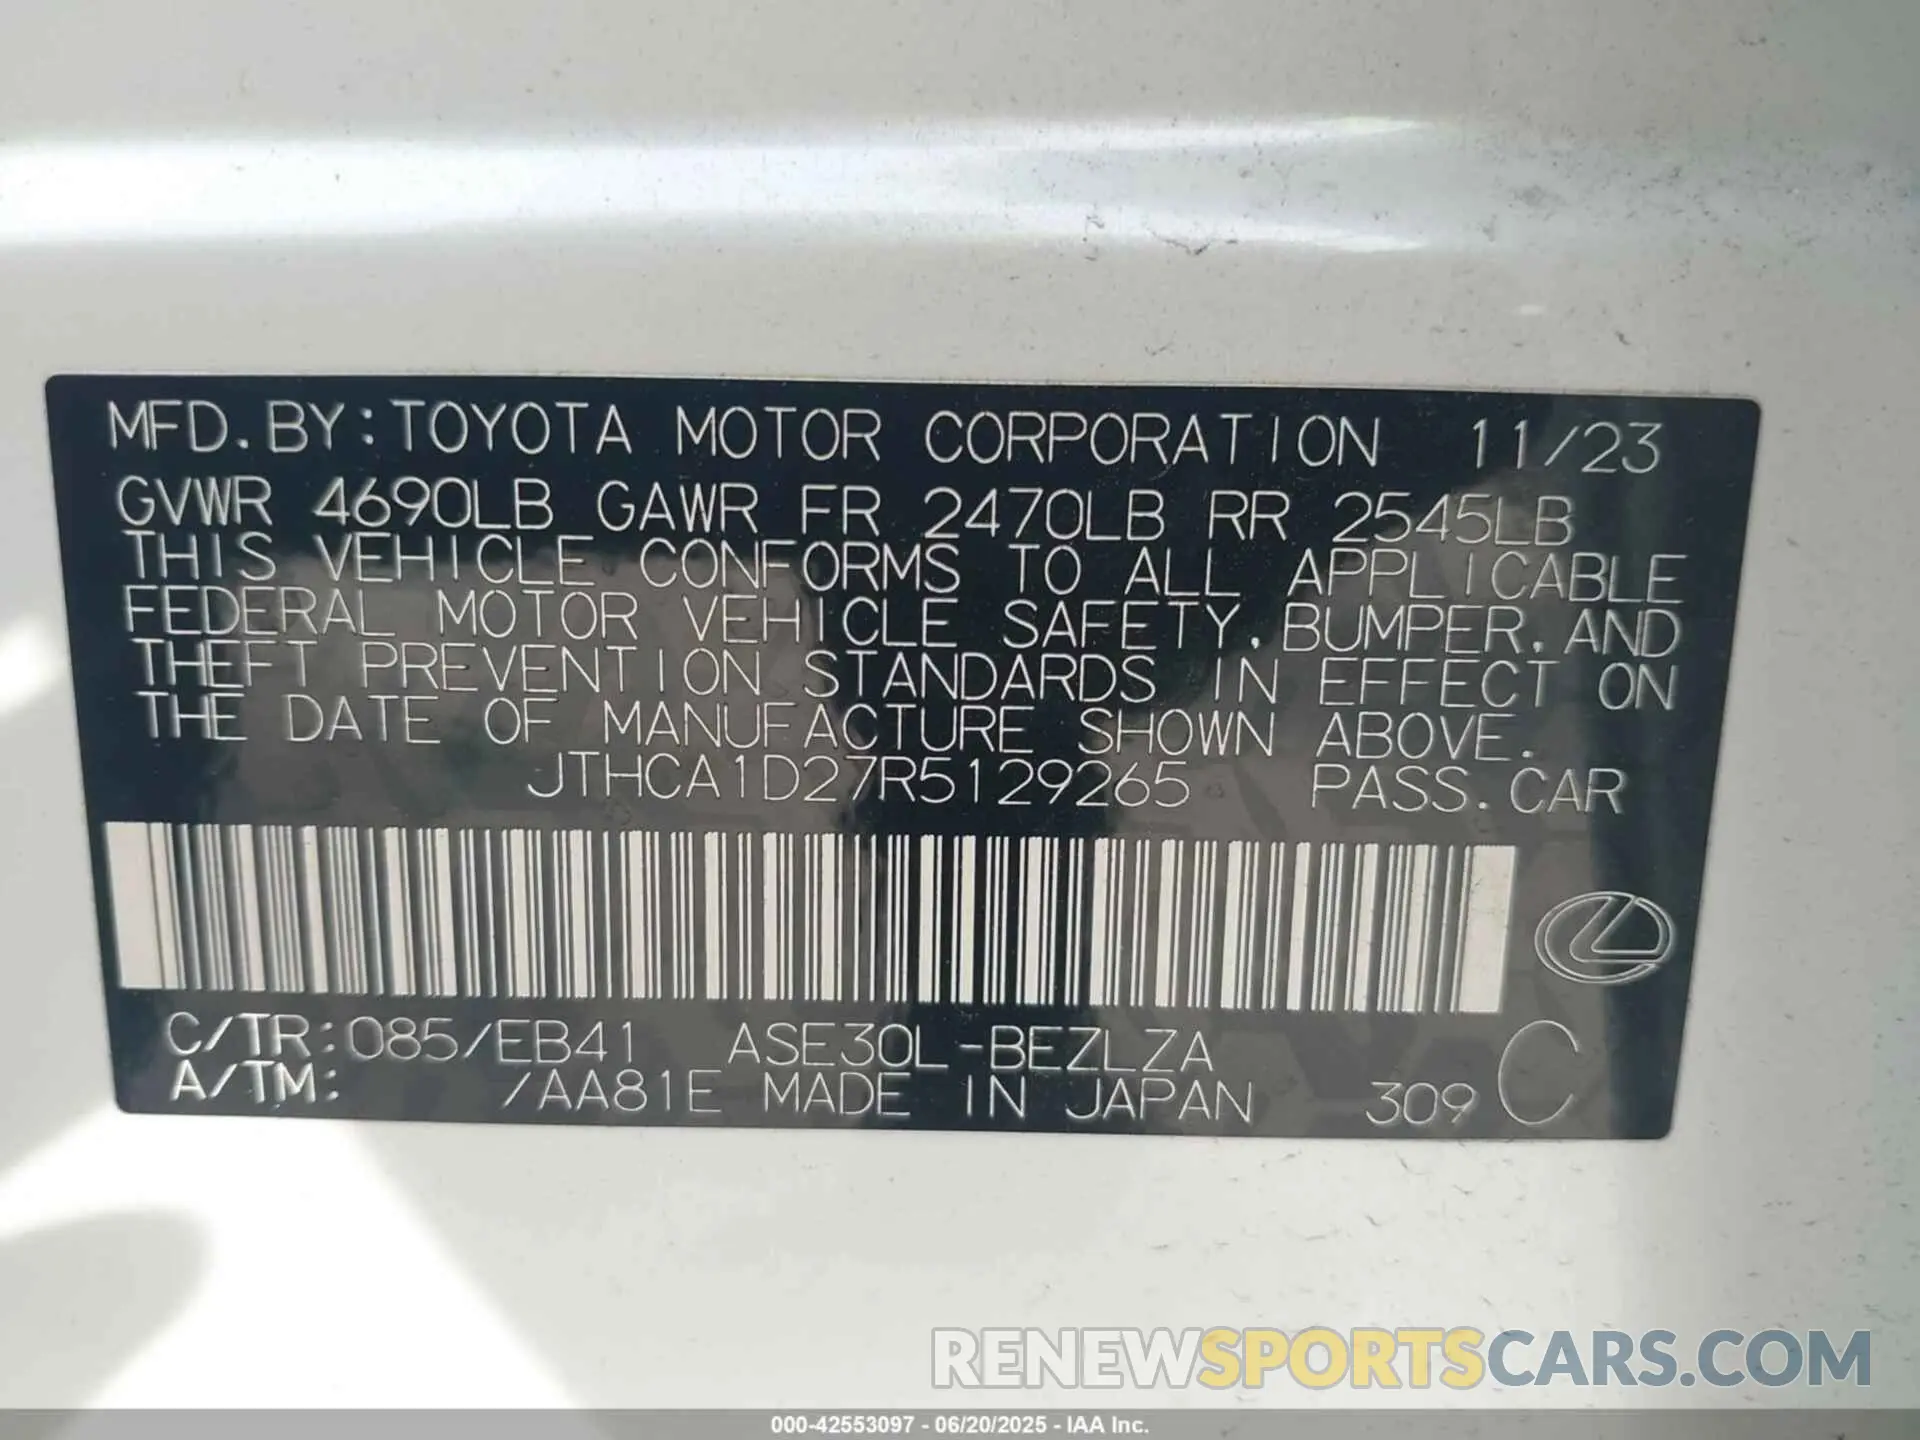 MFD. BY: TOYOTA MOTOR CORPORATION 11/23
GVWR 4690LB GAWR FR 2470LB RR 2545LB
THIS VEHICLE CONFORMS TO ALL APPLICABLE
FEDERAL MOTOR VEHICLE SAFETY, BUMPER, AND
THEFT PREVENTION STANDARDS IN EFFECT ON
THE DATE OF MANUFACTURE SHOWN ABOVE.
JTHCA1D27R5129265 PASS. CAR
C/TR: 085/EB41 ASE30L-BEZLZA
A/TM: /AA81E MADE IN JAPAN 309 C
RENEWSPORTSCARS.COM
000-42553097 - 06/20/2025 - IAA Inc.